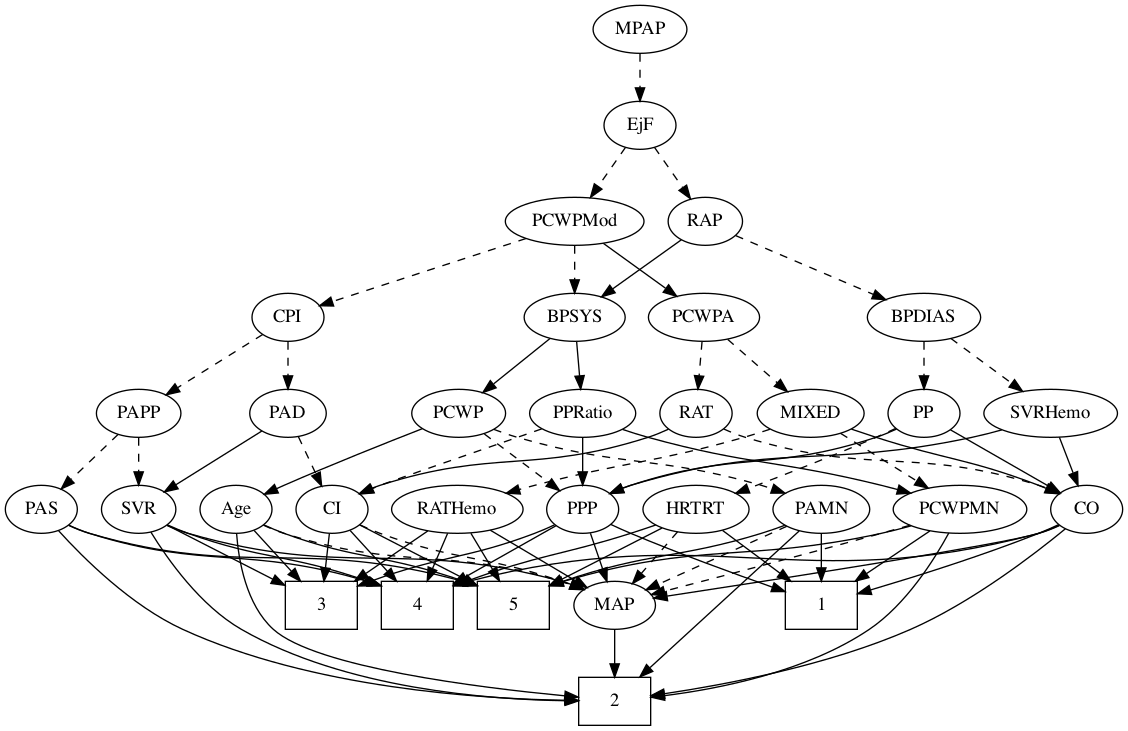 MPAP
EjF
PCWPMod
RAP
CPI
BPSYS
PCWPA
BPDIAS
PAPP
PAD
PCWP
PPRatio
RAT
MIXED
PP
SVRHemo
PAS
SVR
Age
CI
RATHemo
PPP
HRTRT
PAMN
PCWPMN
CO
3
4
5
MAP
1
2